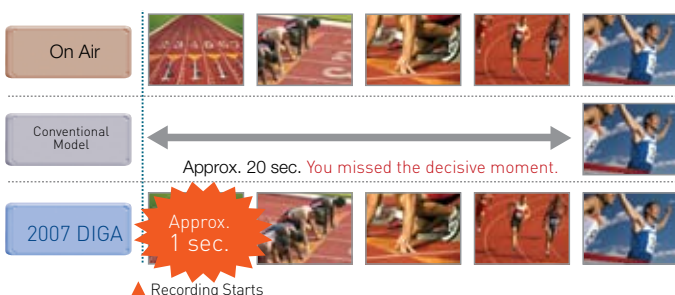 On Air
Conventional
Model
Approx. 20 sec. You missed the decisive moment.
2007 DIGA
Approx.
1 sec.
Recording Starts